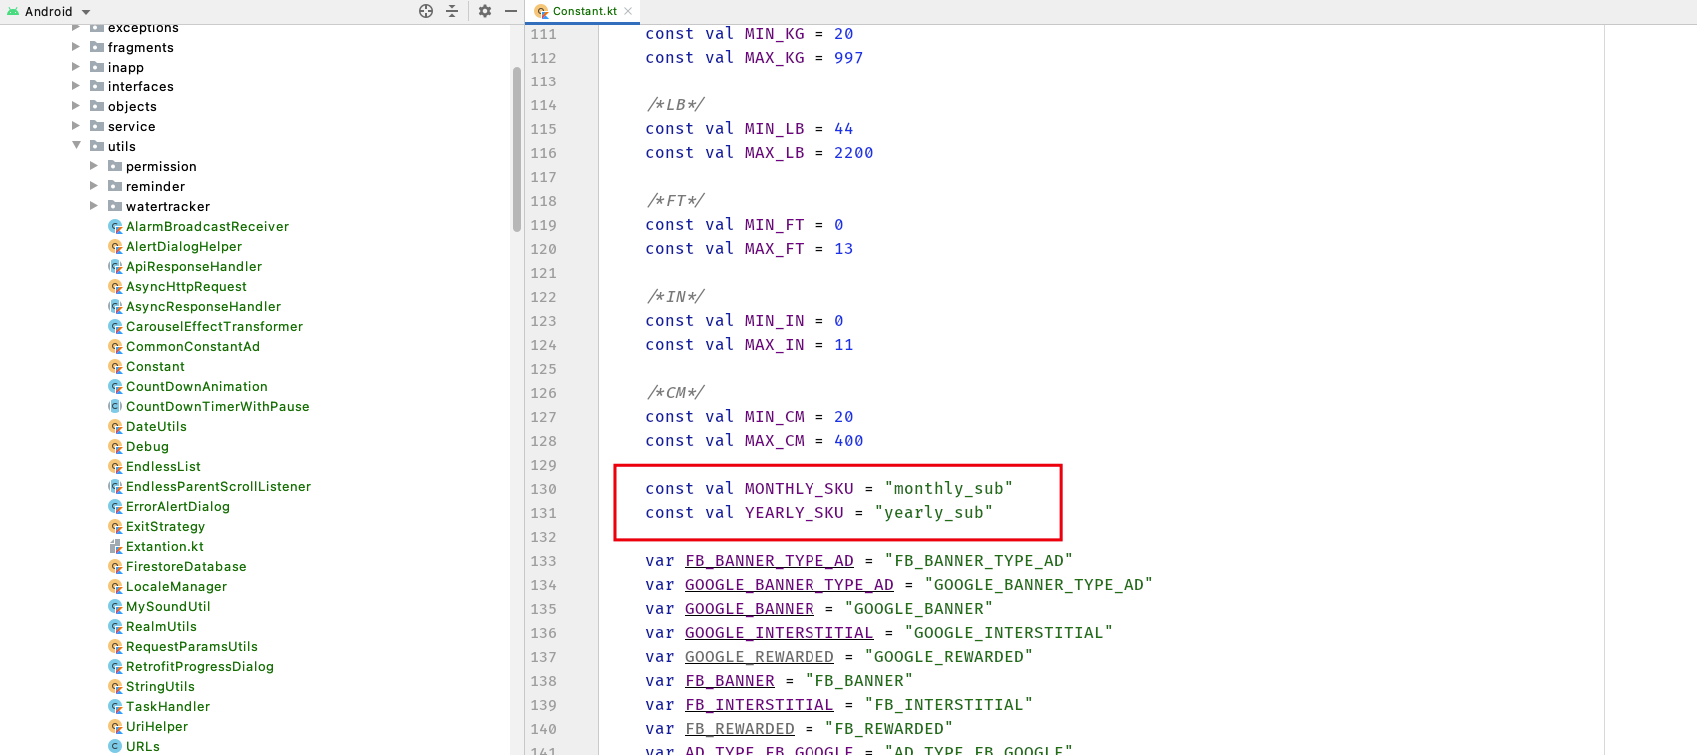 Android
Constant.kt
exceptions
fragments
inapp
interfaces
objects
service
utils
permission
reminder
watertracker
AlarmBroadcastReceiver
AlertDialogHelper
ApiResponseHandler
AsyncHttpRequest
AsyncResponseHandler
CarouselEffectTransformer
CommonConstantAd
Constant
CountDownAnimation
CountDownTimerWithPause
DateUtils
Debug
EndlessList
EndlessParentScrollListener
ErrorAlertDialog
ExitStrategy
Extantion.kt
FirestoreDatabase
LocaleManager
MySoundUtil
RealmUtils
RequestParamsUtils
RetrofitProgressDialog
StringUtils
TaskHandler
UriHelper
URLs
111 const val MIN_KG = 20
112 const val MAX_KG = 997
113
114 /*LB*/
115 const val MIN_LB = 44
116 const val MAX_LB = 2200
117
118 /*FT*/
119 const val MIN_FT = 0
120 const val MAX_FT = 13
121
122 /*IN*/
123 const val MIN_IN = 0
124 const val MAX_IN = 11
125
126 /*CM*/
127 const val MIN_CM = 20
128 const val MAX_CM = 400
129
130 const val MONTHLY_SKU = "monthly_sub"
131 const val YEARLY_SKU = "yearly_sub"
132
133 var FB_BANNER_TYPE_AD = "FB_BANNER_TYPE_AD"
134 var GOOGLE_BANNER_TYPE_AD = "GOOGLE_BANNER_TYPE_AD"
135 var GOOGLE_BANNER = "GOOGLE_BANNER"
136 var GOOGLE_INTERSTITIAL = "GOOGLE_INTERSTITIAL"
137 var GOOGLE_REWARDED = "GOOGLE_REWARDED"
138 var FB_BANNER = "FB_BANNER"
139 var FB_INTERSTITIAL = "FB_INTERSTITIAL"
140 var FB_REWARDED = "FB_REWARDED"
141 var AD_TYPE_FB_GOOGLE = "AD_TYPE_FB_GOOGLE"